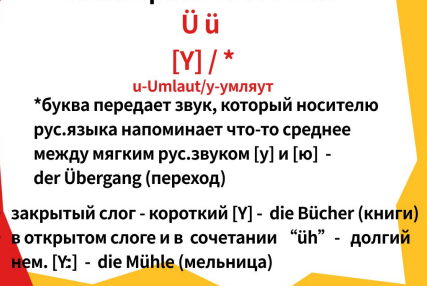 Ü ü
[Y] / *
u-Umlaut/у-умляут
*буква передает звук, который носителю
рус.языка напоминает что-то среднее
между мягким рус.звуком [у] и [ю] -
der Übergang (переход)
закрытый слог - короткий [Y] - die Bücher (книги)
в открытом слоге и в сочетании “üh” - долгий
нем. [Y:] - die Mühle (мельница)